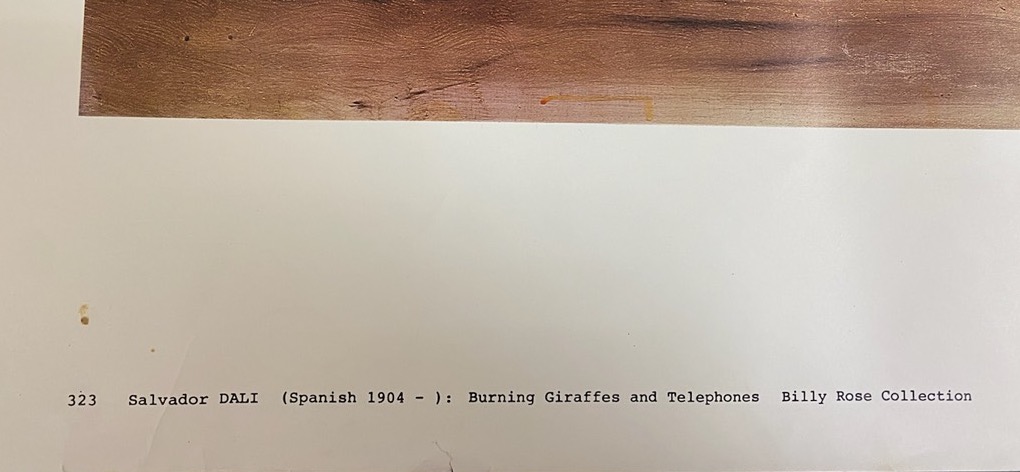 323 Salvador DALI (Spanish 1904 - ): Burning Giraffes and Telephones Billy Rose Collection